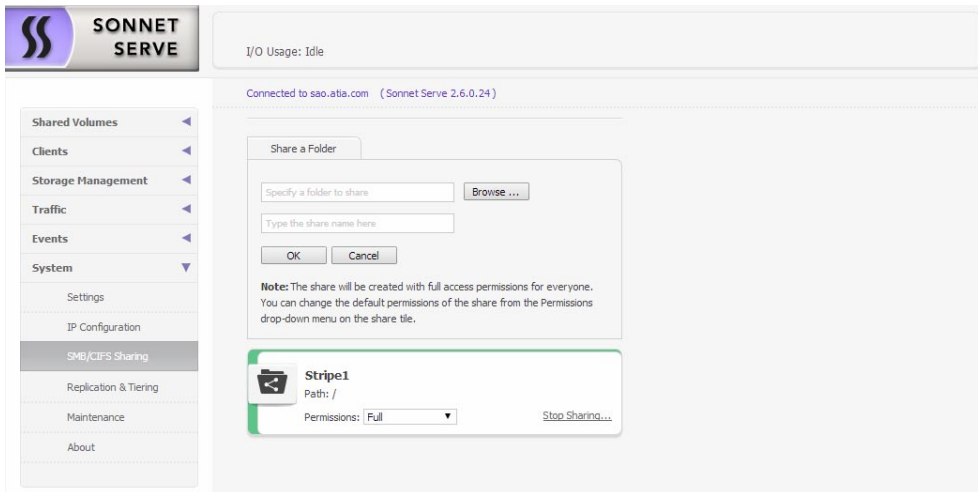 SONNET
SERVE
I/O Usage: Idle
Connected to sao.atia.com (Sonnet Serve 2.6.0.24)
Shared Volumes
Clients
Storage Management
Traffic
Events
System
Settings
IP Configuration
SMB/CIFS Sharing
Replication & Tiering
Maintenance
About
Share a Folder
Specify a folder to share
Browse ...
Type the share name here
OK Cancel
Note: The share will be created with full access permissions for everyone.
You can change the default permissions of the share from the Permissions
drop-down menu on the share tile.
Stripe1
Path: /
Permissions: Full
Stop Sharing...